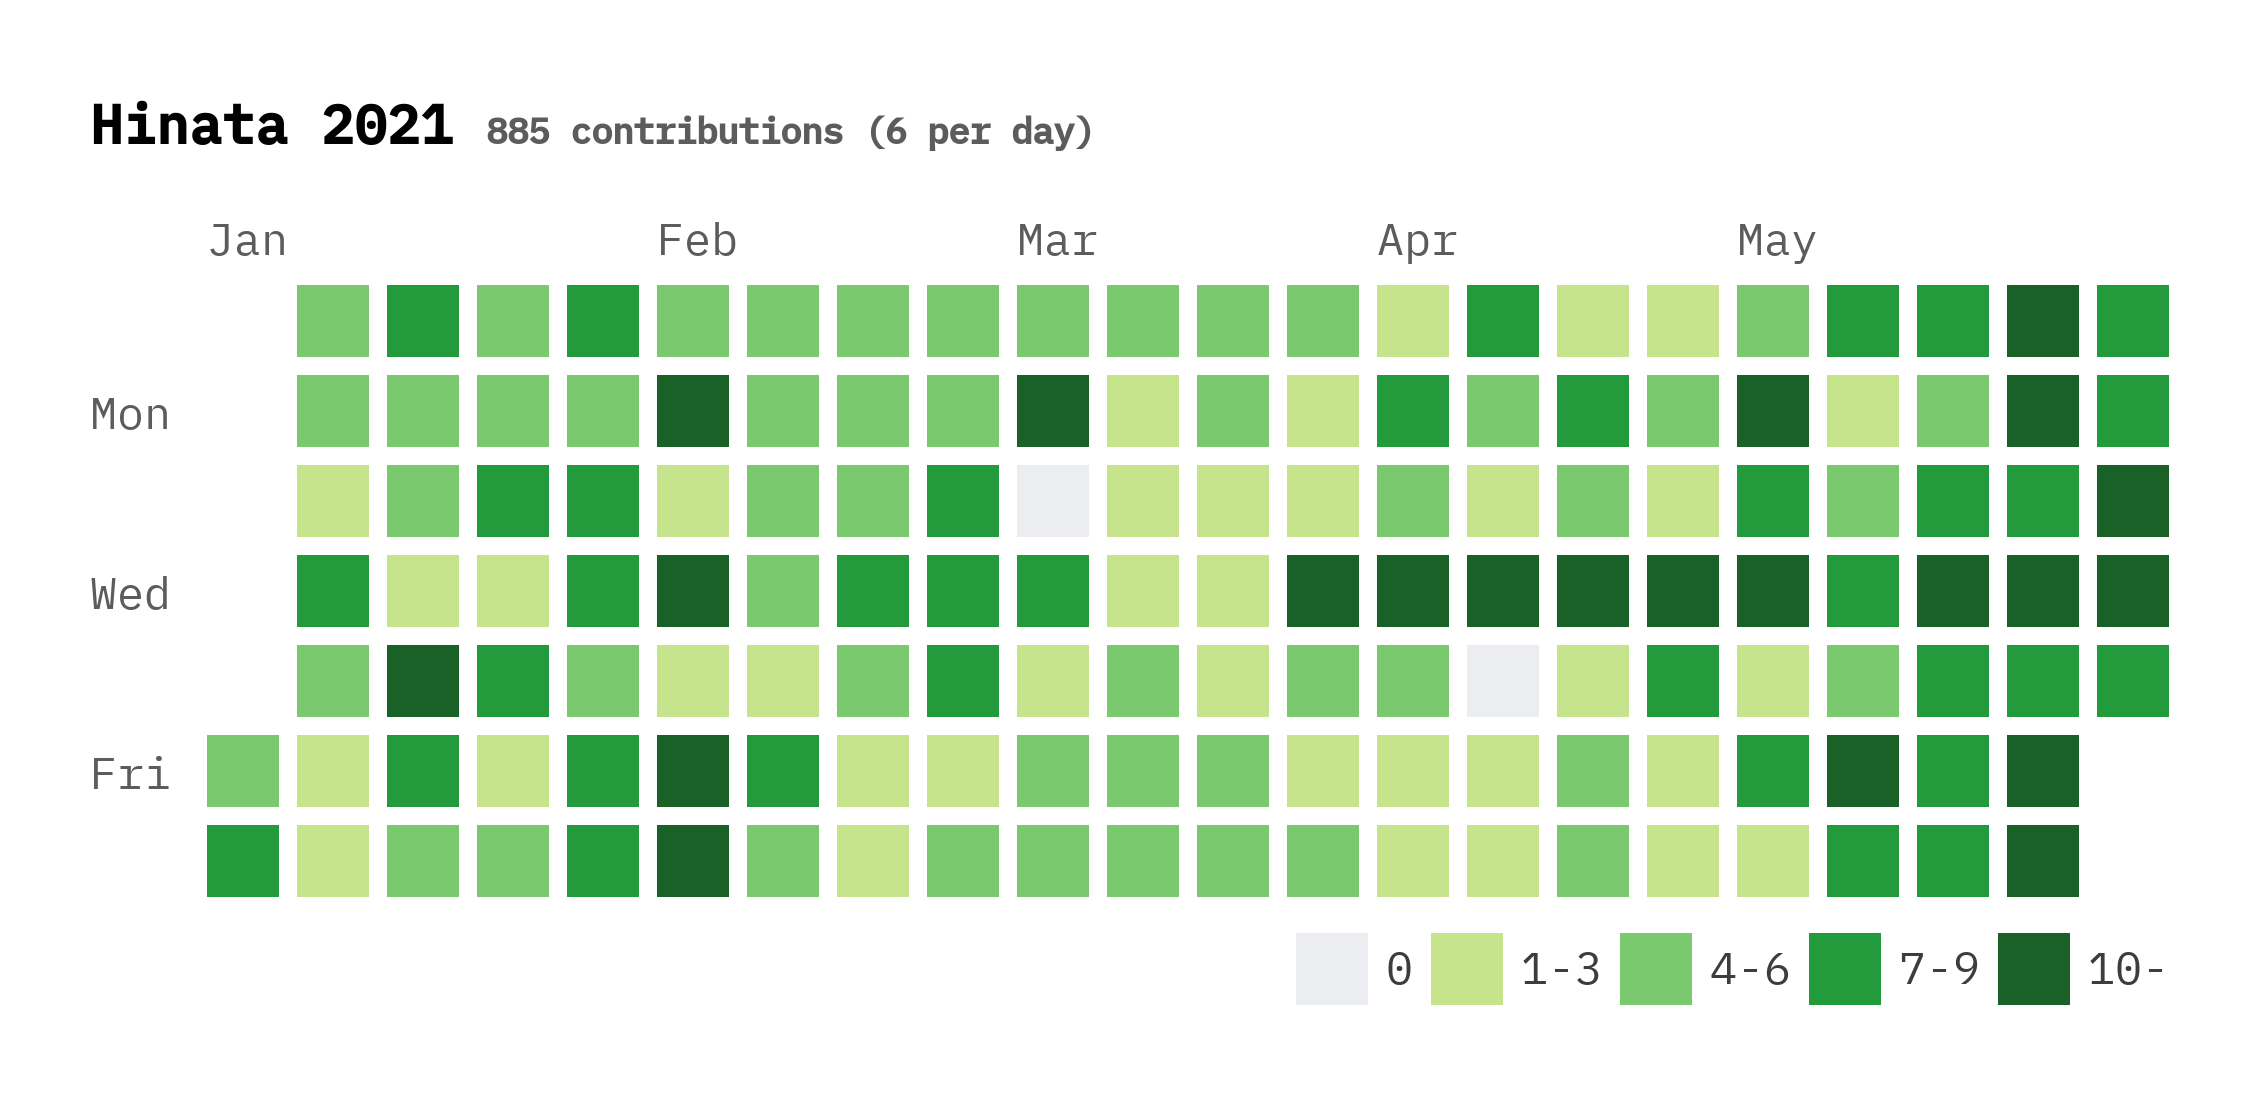 Hinata 2021 885 contributions (6 per day)
Jan Feb Mar Apr May
Mon
Wed
Fri
0 1-3 4-6 7-9 10-